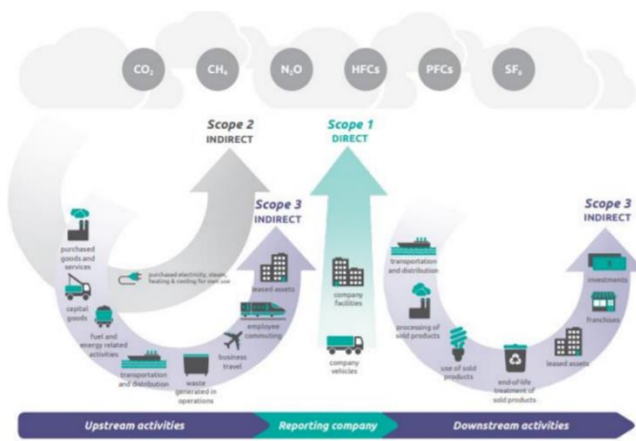 CO₂
CH₄
N₂O
HFCs
PFCs
SF₆
Scope 2
INDIRECT
Scope 1
DIRECT
Scope 3
INDIRECT
Scope 3
INDIRECT
purchased
goods and
services
capital
goods
fuel and
energy related
activities
transportation
and distribution
waste
generated in
operations
business
travel
employee
commuting
leased assets
purchased electricity, steam,
heating & cooling for own use
company
facilities
company
vehicles
transportation
and distribution
processing of
sold products
use of sold
products
end-of-life
treatment of
sold products
leased assets
franchises
investments
Upstream activities
Reporting company
Downstream activities